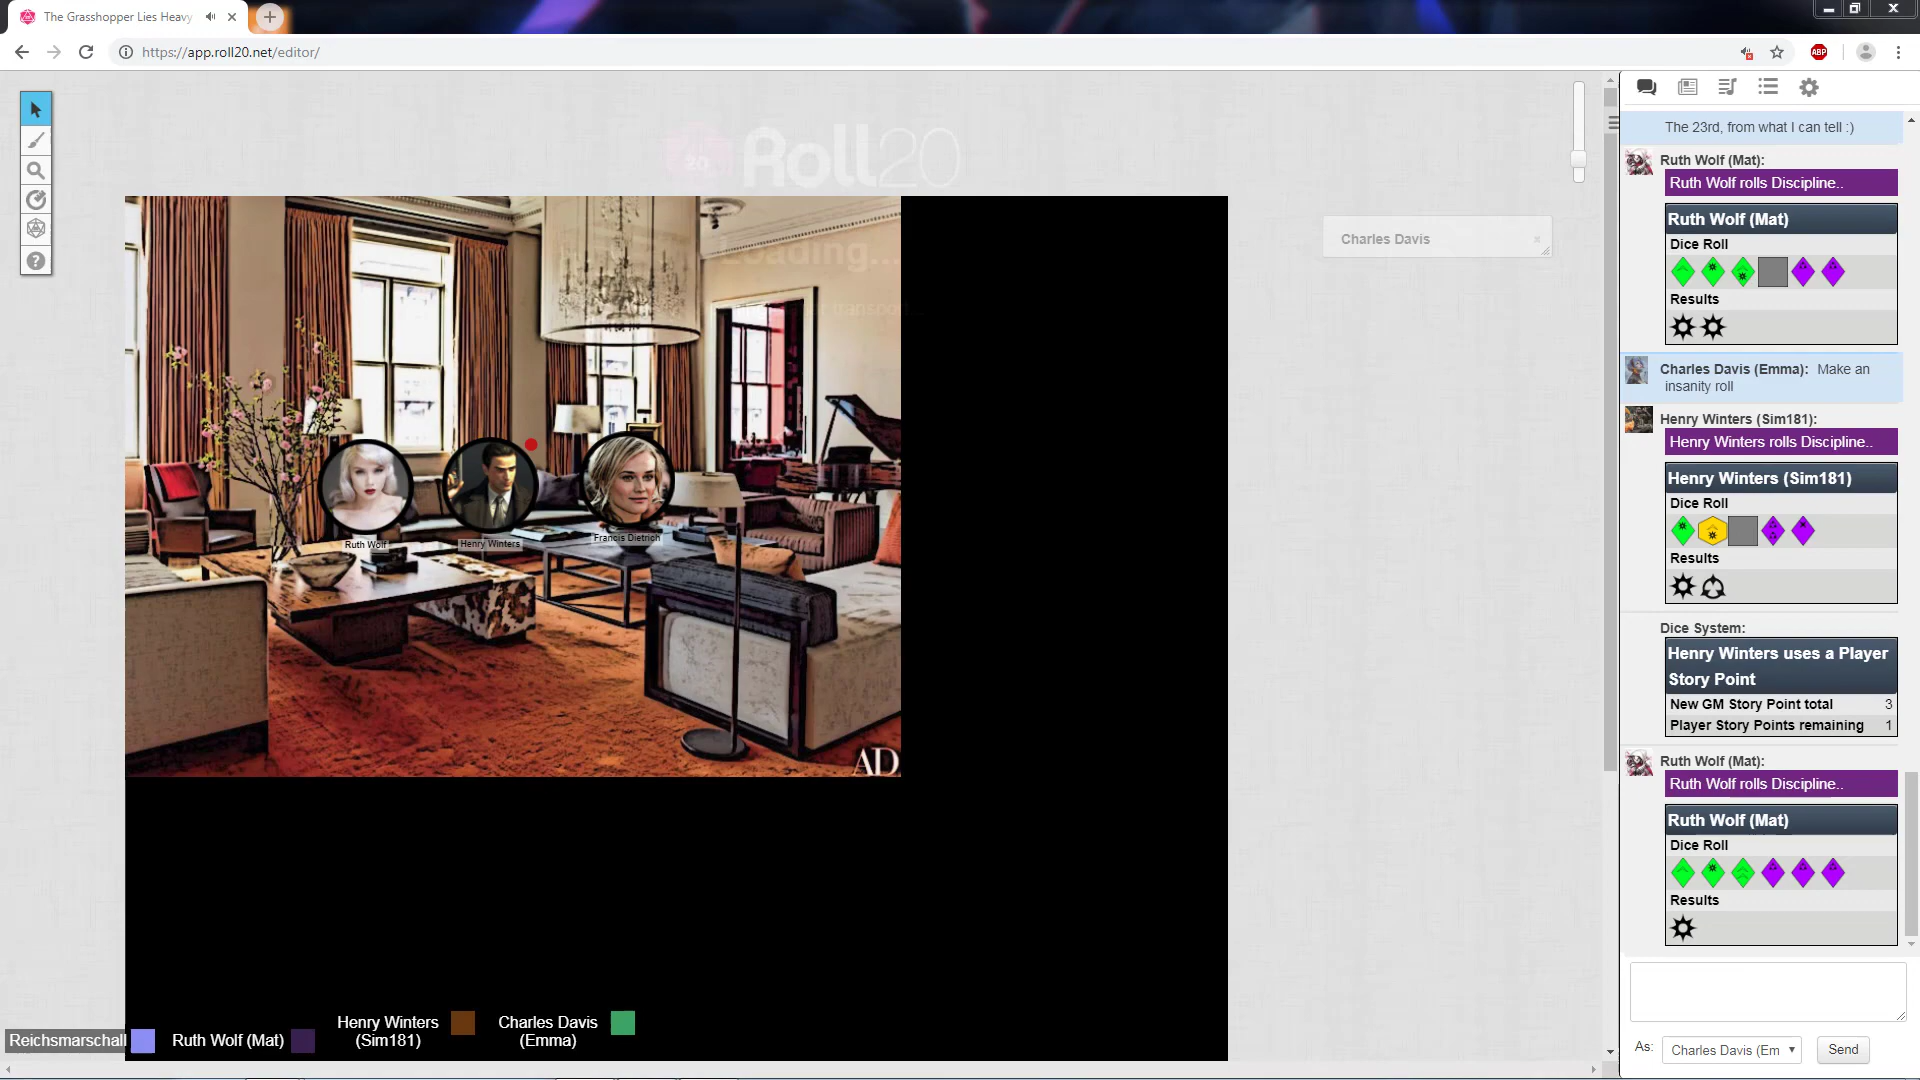 The Grasshopper Lies Heavy
https://app.roll20.net/editor/
ABP
20
Roll20
Loading...
Charles Davis
Ruth Wolf
Henry Winters
Francis Dietrich
AD
Reichsmarschall
Ruth Wolf (Mat)
Henry Winters
(Sim181)
Charles Davis
(Emma)
The 23rd, from what I can tell :)
Ruth Wolf (Mat):
Ruth Wolf rolls Discipline..
Ruth Wolf (Mat)
Dice Roll
Results
Charles Davis (Emma): Make an
insanity roll
Henry Winters (Sim181):
Henry Winters rolls Discipline..
Henry Winters (Sim181)
Dice Roll
Results
Dice System:
Henry Winters uses a Player
Story Point
New GM Story Point total 3
Player Story Points remaining 1
Ruth Wolf (Mat):
Ruth Wolf rolls Discipline..
Ruth Wolf (Mat)
Dice Roll
Results
As:
Charles Davis (Em
Send